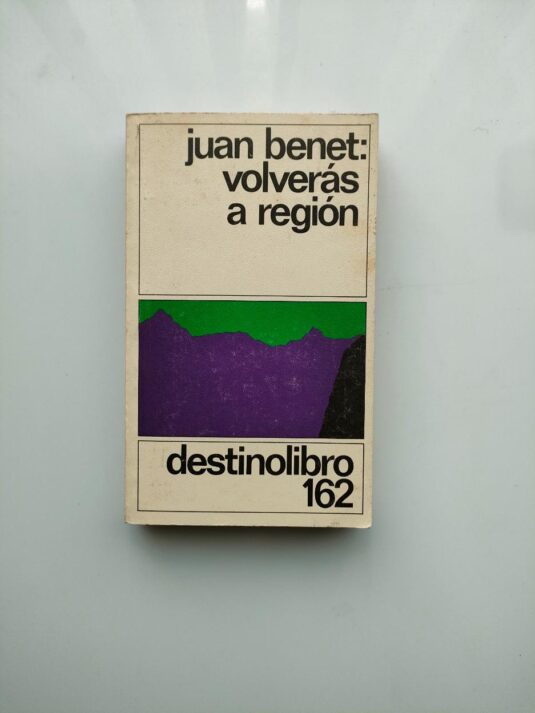 juan benet:
volverás
a región
destinolibro
162